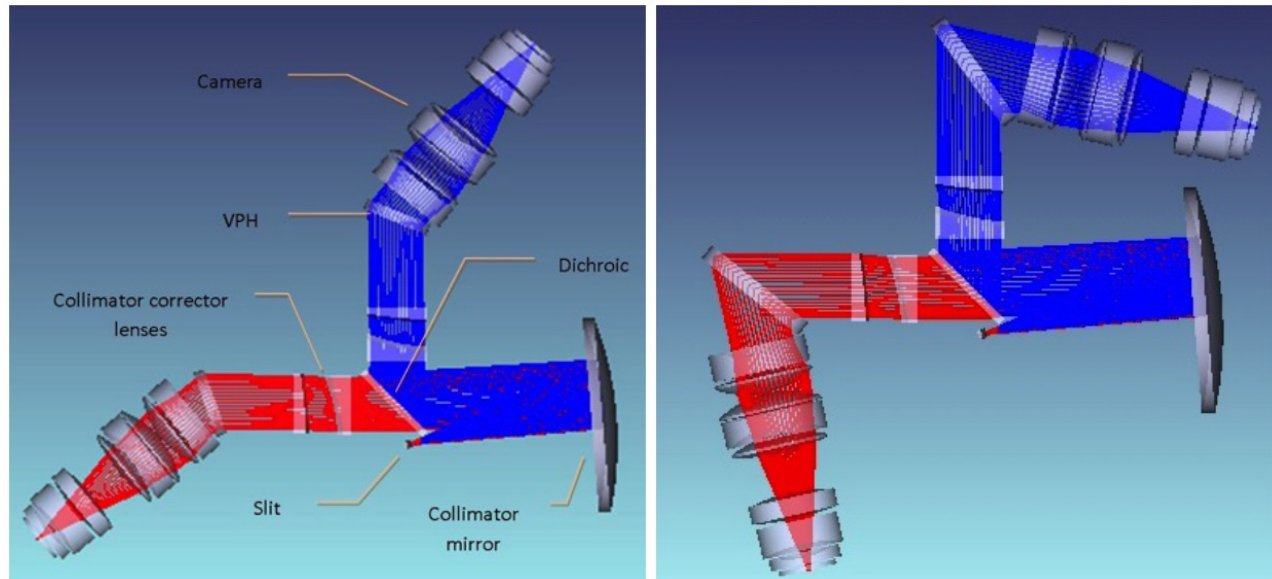 Camera
VPH
Dichroic
Collimator corrector
lenses
Slit
Collimator
mirror